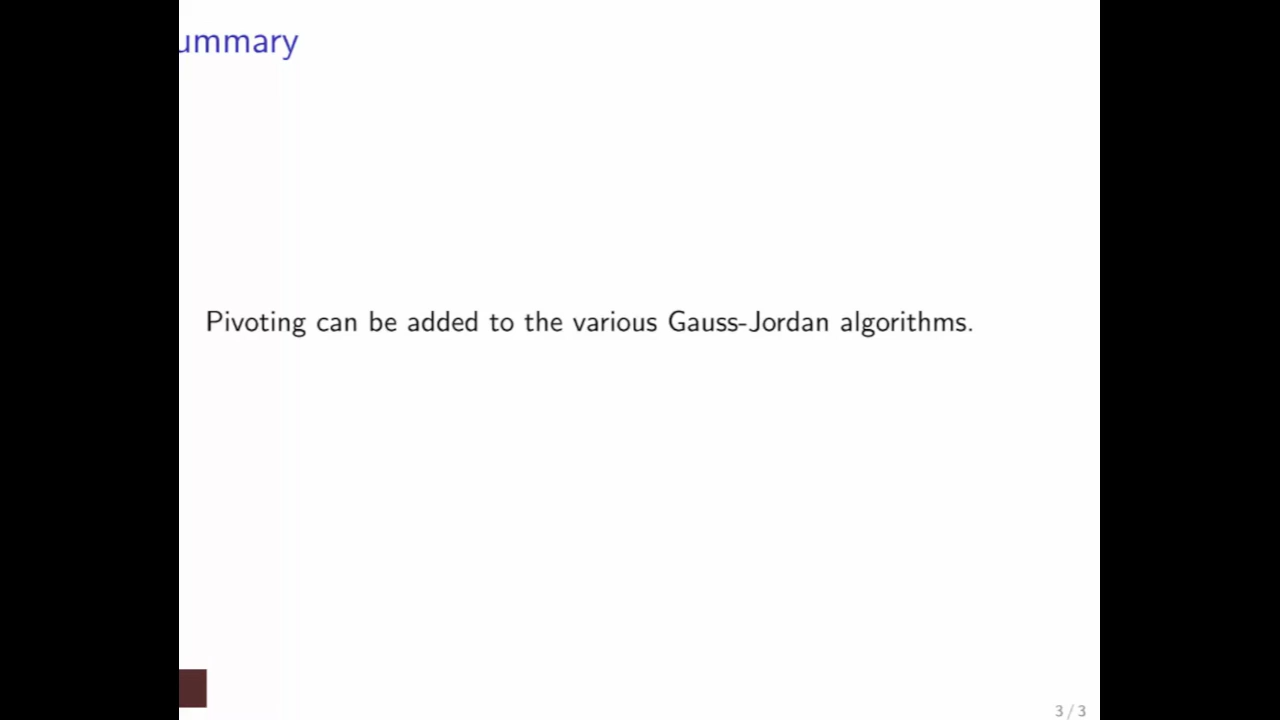 ummary
Pivoting can be added to the various Gauss-Jordan algorithms.
3 / 3